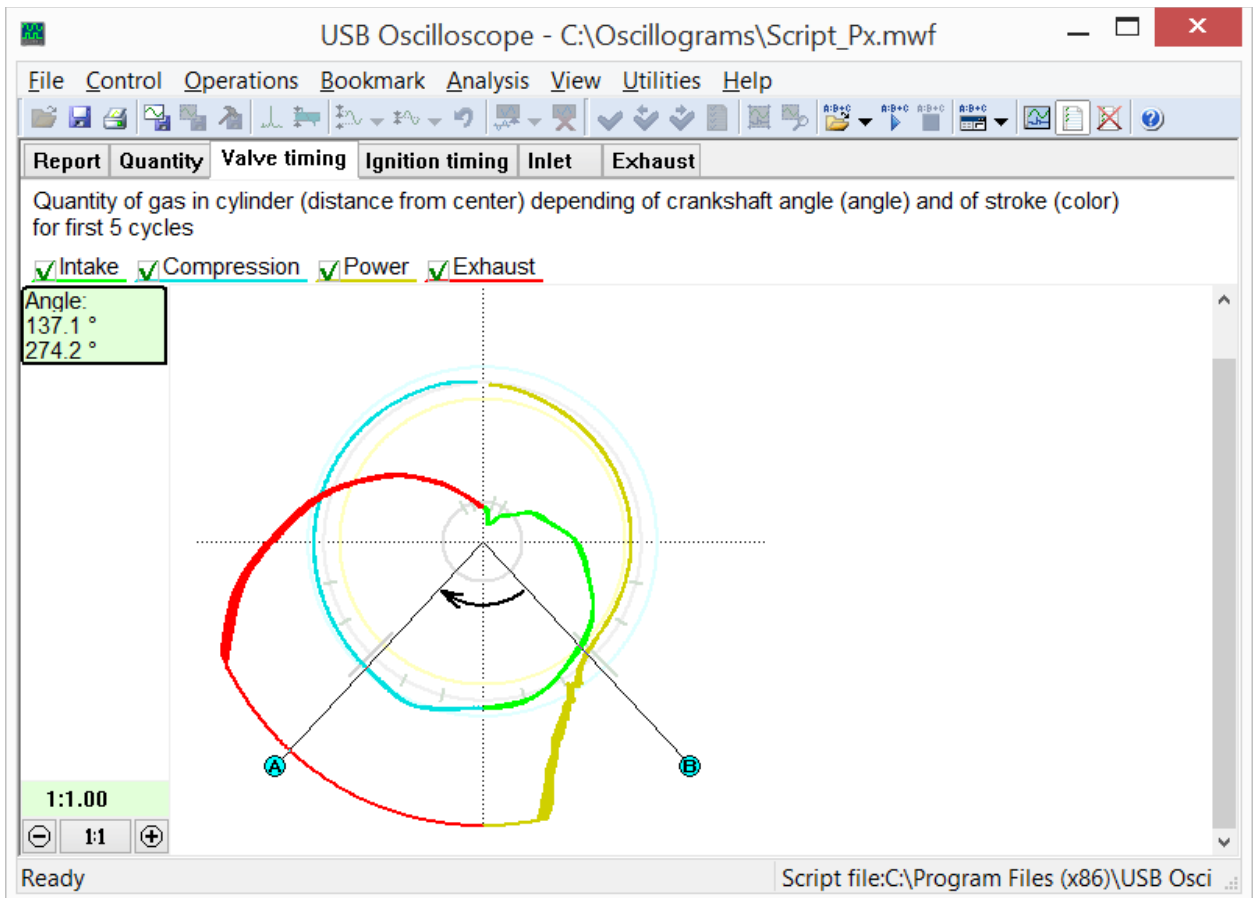 USB Oscilloscope - C:\Oscillograms\Script_Px.mwf
File Control Operations Bookmark Analysis View Utilities Help
A:B+C A:B+C A:B+C A:B+C
Report Quantity Valve timing Ignition timing Inlet Exhaust
Quantity of gas in cylinder (distance from center) depending of crankshaft angle (angle) and of stroke (color)
for first 5 cycles
Intake Compression Power Exhaust
Angle:
137.1 °
274.2 °
A B
1:1.00
1:1
Ready Script file:C:\Program Files (x86)\USB Osci